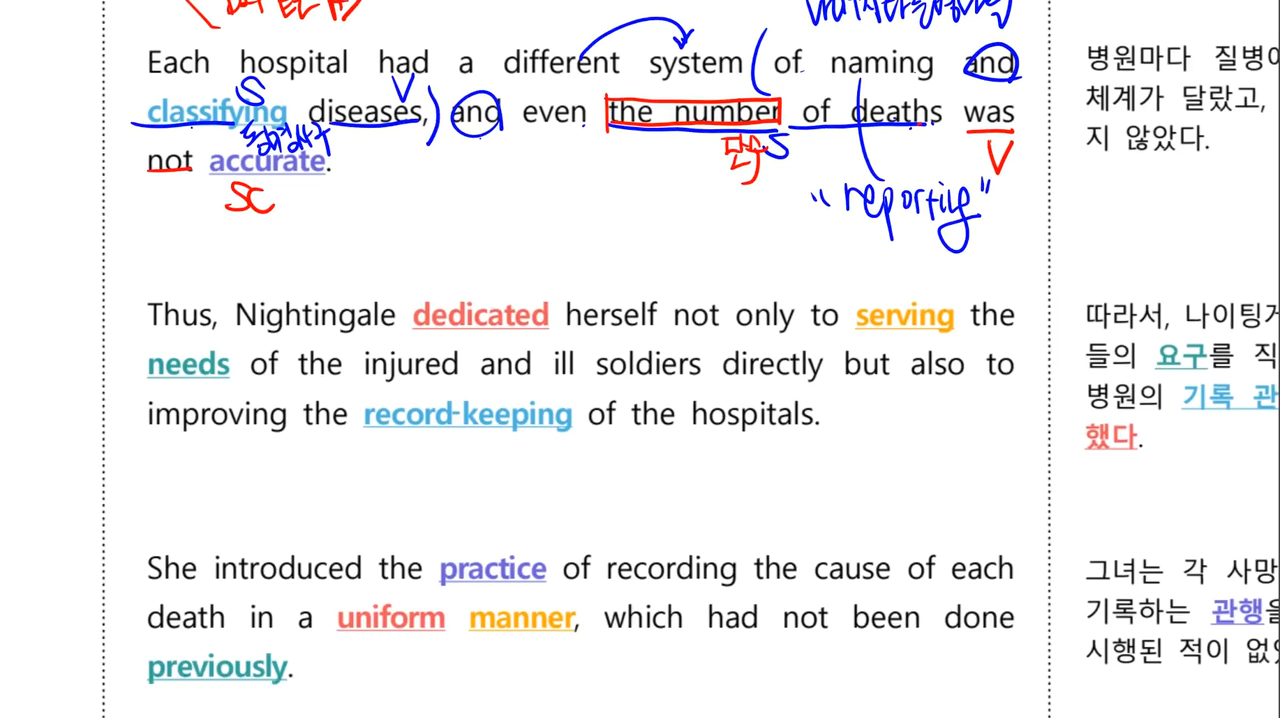 Each hospital had a different system of naming and
S V
classifying diseases, and even the number of deaths was
동격
단수 S V
not accurate.
SC
"reporting"
Thus, Nightingale dedicated herself not only to serving the
needs of the injured and ill soldiers directly but also to
improving the record-keeping of the hospitals.
She introduced the practice of recording the cause of each
death in a uniform manner, which had not been done
previously.
병원마다 질병에
체계가 달랐고,
지 않았다.
따라서, 나이팅게
들의 요구를 직
병원의 기록 관
했다.
그녀는 각 사망
기록하는 관행을
시행된 적이 없었